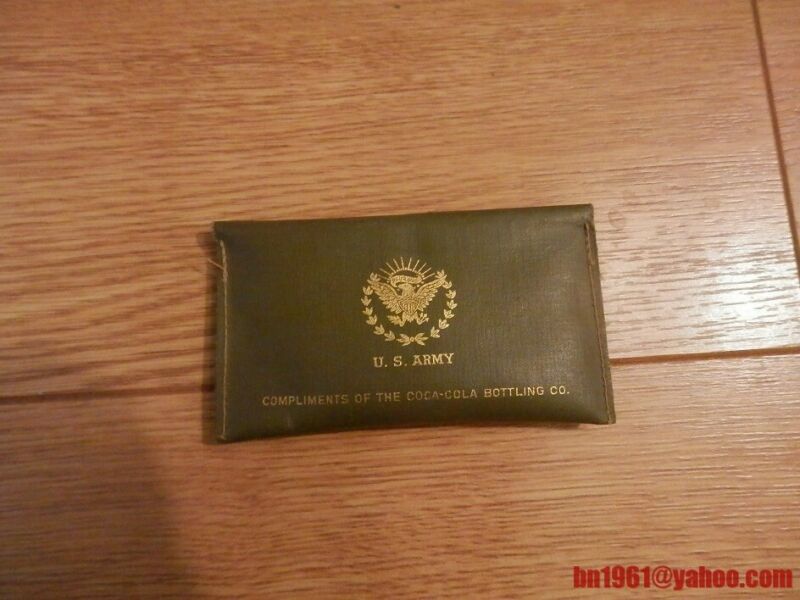 U. S. ARMY
COMPLIMENTS OF THE COCA-COLA BOTTLING CO.
bn1961@yahoo.com